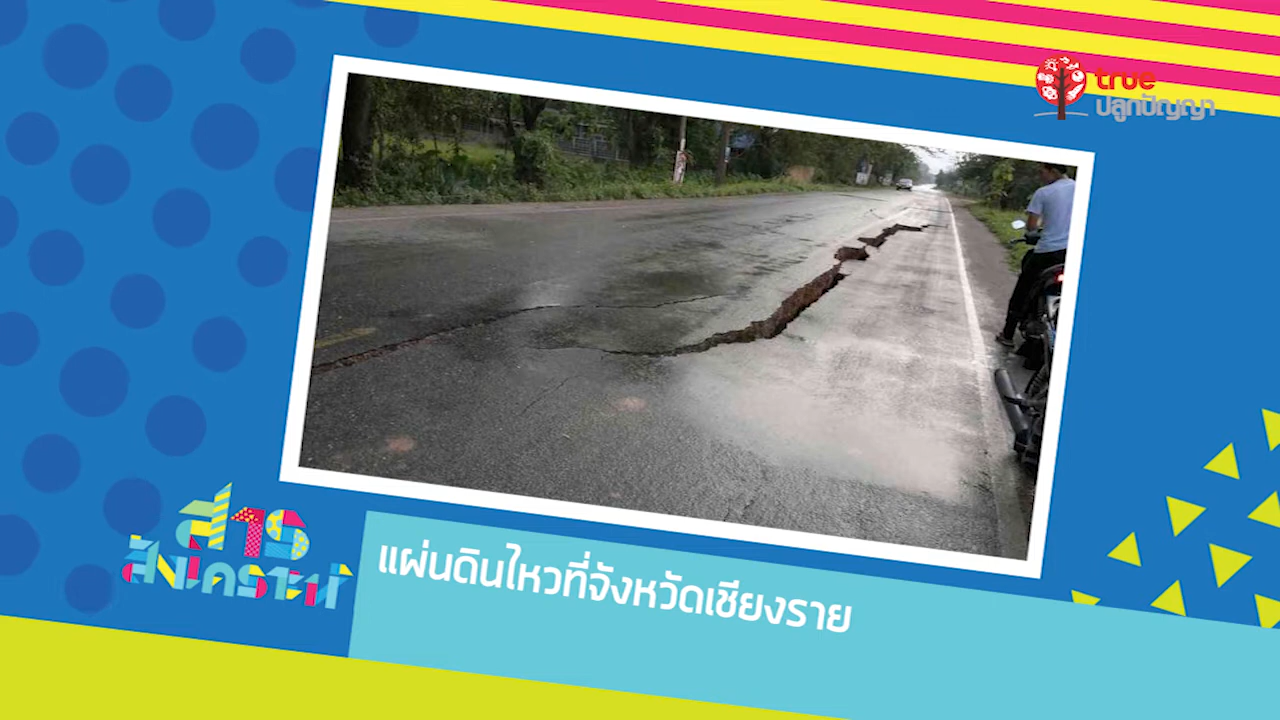 true
ปลูกปัญญา
สาร
สังเคราะห์
แผ่นดินไหวที่จังหวัดเชียงราย